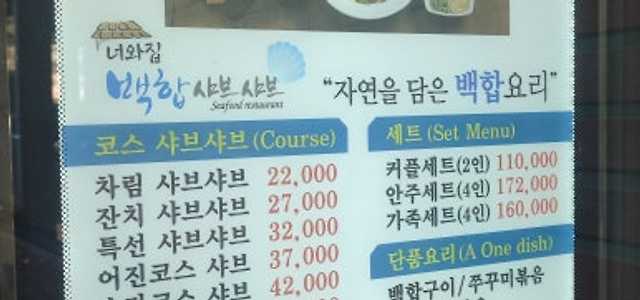 너와집
백합 샤브샤브
Seafood restaurant
“자연을 담은 백합요리”
코스 샤브샤브 (Course)
차림 샤브샤브 22,000
잔치 샤브샤브 27,000
특선 샤브샤브 32,000
어진코스 샤브 37,000
코스 샤브 42,000
세트 (Set Menu)
커플세트(2인) 110,000
안주세트(4인) 172,000
가족세트(4인) 160,000
단품요리 (A One dish)
백합구이/쭈꾸미볶음